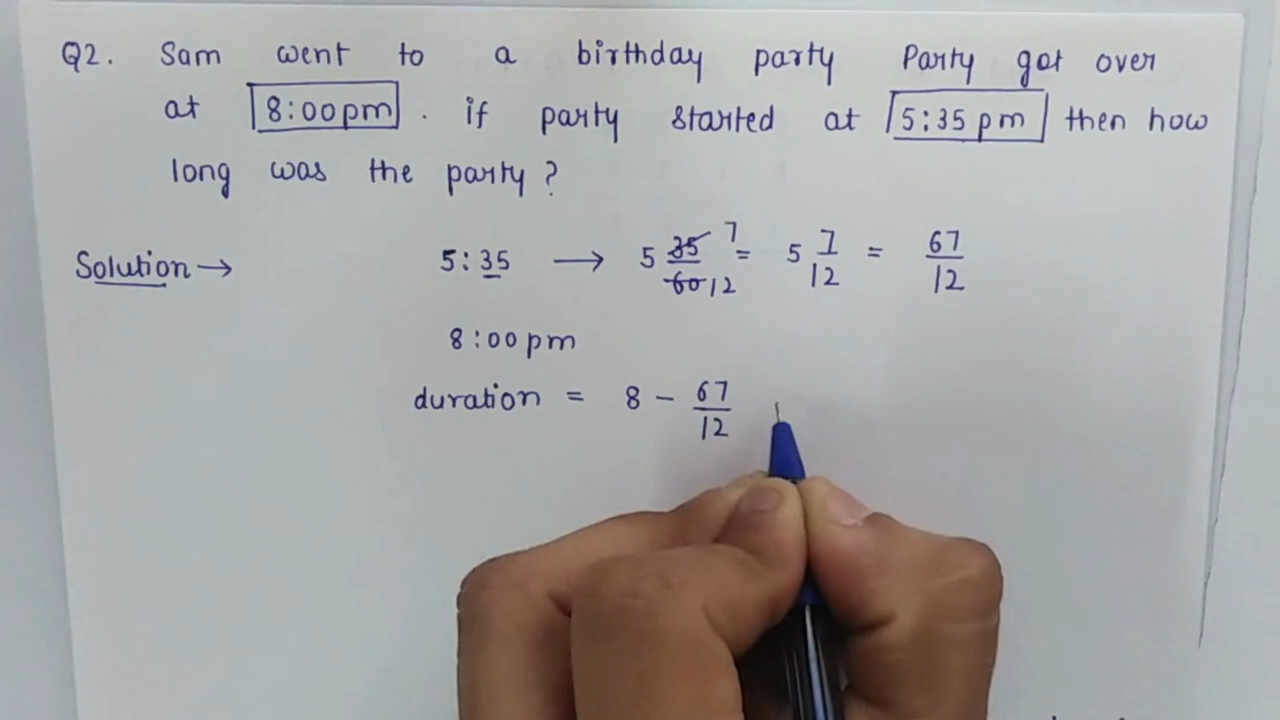 Q2. Sam went to a birthday party Party got over
at 8:00pm. if party started at 5:35 pm then how
long was the party?
Solution → 5:35 → 5 35/60 7/12 = 5 7/12 = 67/12
8:00pm
duration = 8 - 67/12